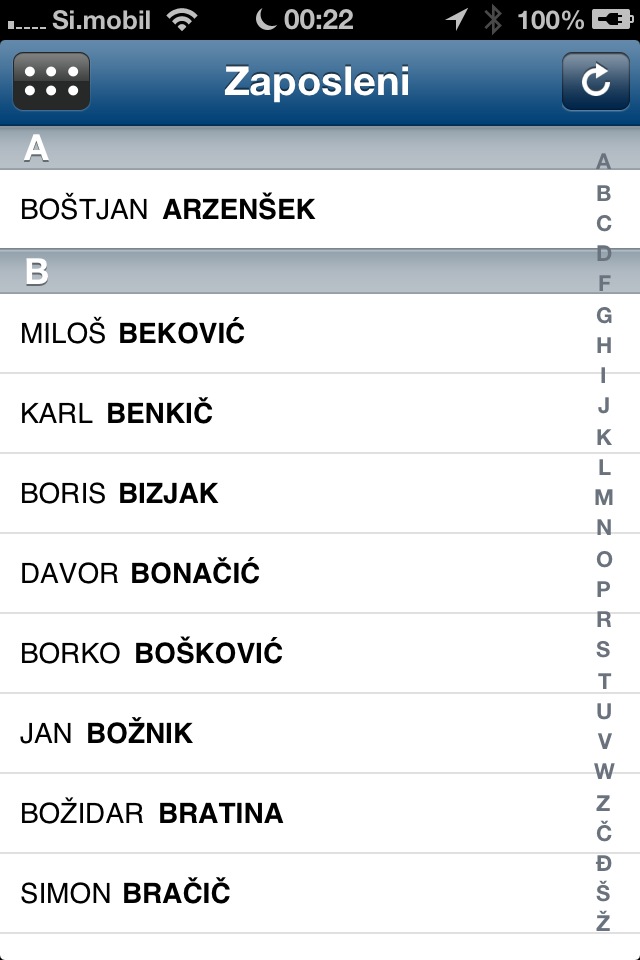 Si.mobil 00:22 100%
Zaposleni
A
BOŠTJAN ARZENŠEK
B
MILOŠ BEKOVIĆ
KARL BENKIČ
BORIS BIZJAK
DAVOR BONAČIĆ
BORKO BOŠKOVIĆ
JAN BOŽNIK
BOŽIDAR BRATINA
SIMON BRAČIČ
A
B
C
D
F
G
H
I
J
K
L
M
N
O
P
R
S
T
U
V
W
Z
Č
Đ
Š
Ž